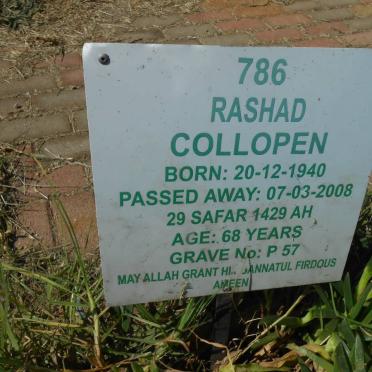 786
RASHAD
COLLOPEN
BORN: 20-12-1940
PASSED AWAY: 07-03-2008
29 SAFAR 1429 AH
AGE: 68 YEARS
GRAVE No: P 57
MAY ALLAH GRANT JANNATUL FIRDOUS
AMEEN